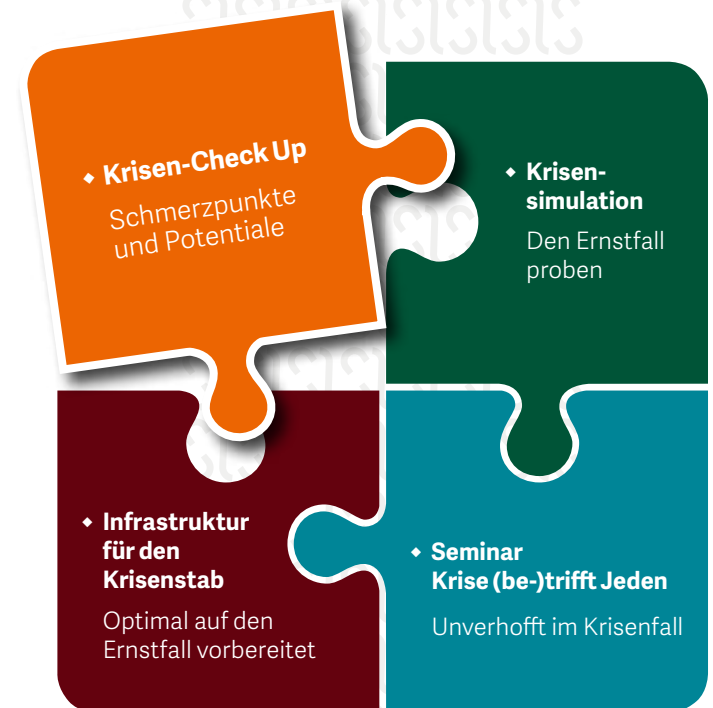 ◆ Krisen-Check Up
Schmerzpunkte
und Potentiale
◆ Krisen-
simulation
Den Ernstfall
proben
◆ Infrastruktur
für den
Krisenstab
Optimal auf den
Ernstfall vorbereitet
◆ Seminar
Krise (be-)trifft Jeden
Unverhofft im Krisenfall